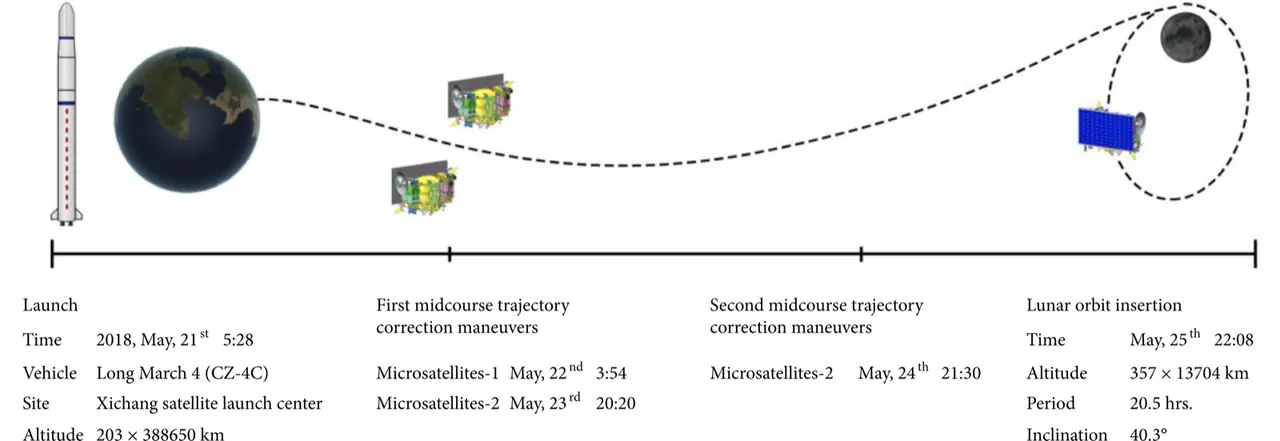 Launch
Time 2018, May, 21st 5:28
Vehicle Long March 4 (CZ-4C)
Site Xichang satellite launch center
Altitude 203 × 388650 km
First midcourse trajectory
correction maneuvers
Microsatellites-1 May, 22nd 3:54
Microsatellites-2 May, 23rd 20:20
Second midcourse trajectory
correction maneuvers
Microsatellites-2 May, 24th 21:30
Lunar orbit insertion
Time May, 25th 22:08
Altitude 357 × 13704 km
Period 20.5 hrs.
Inclination 40.3°